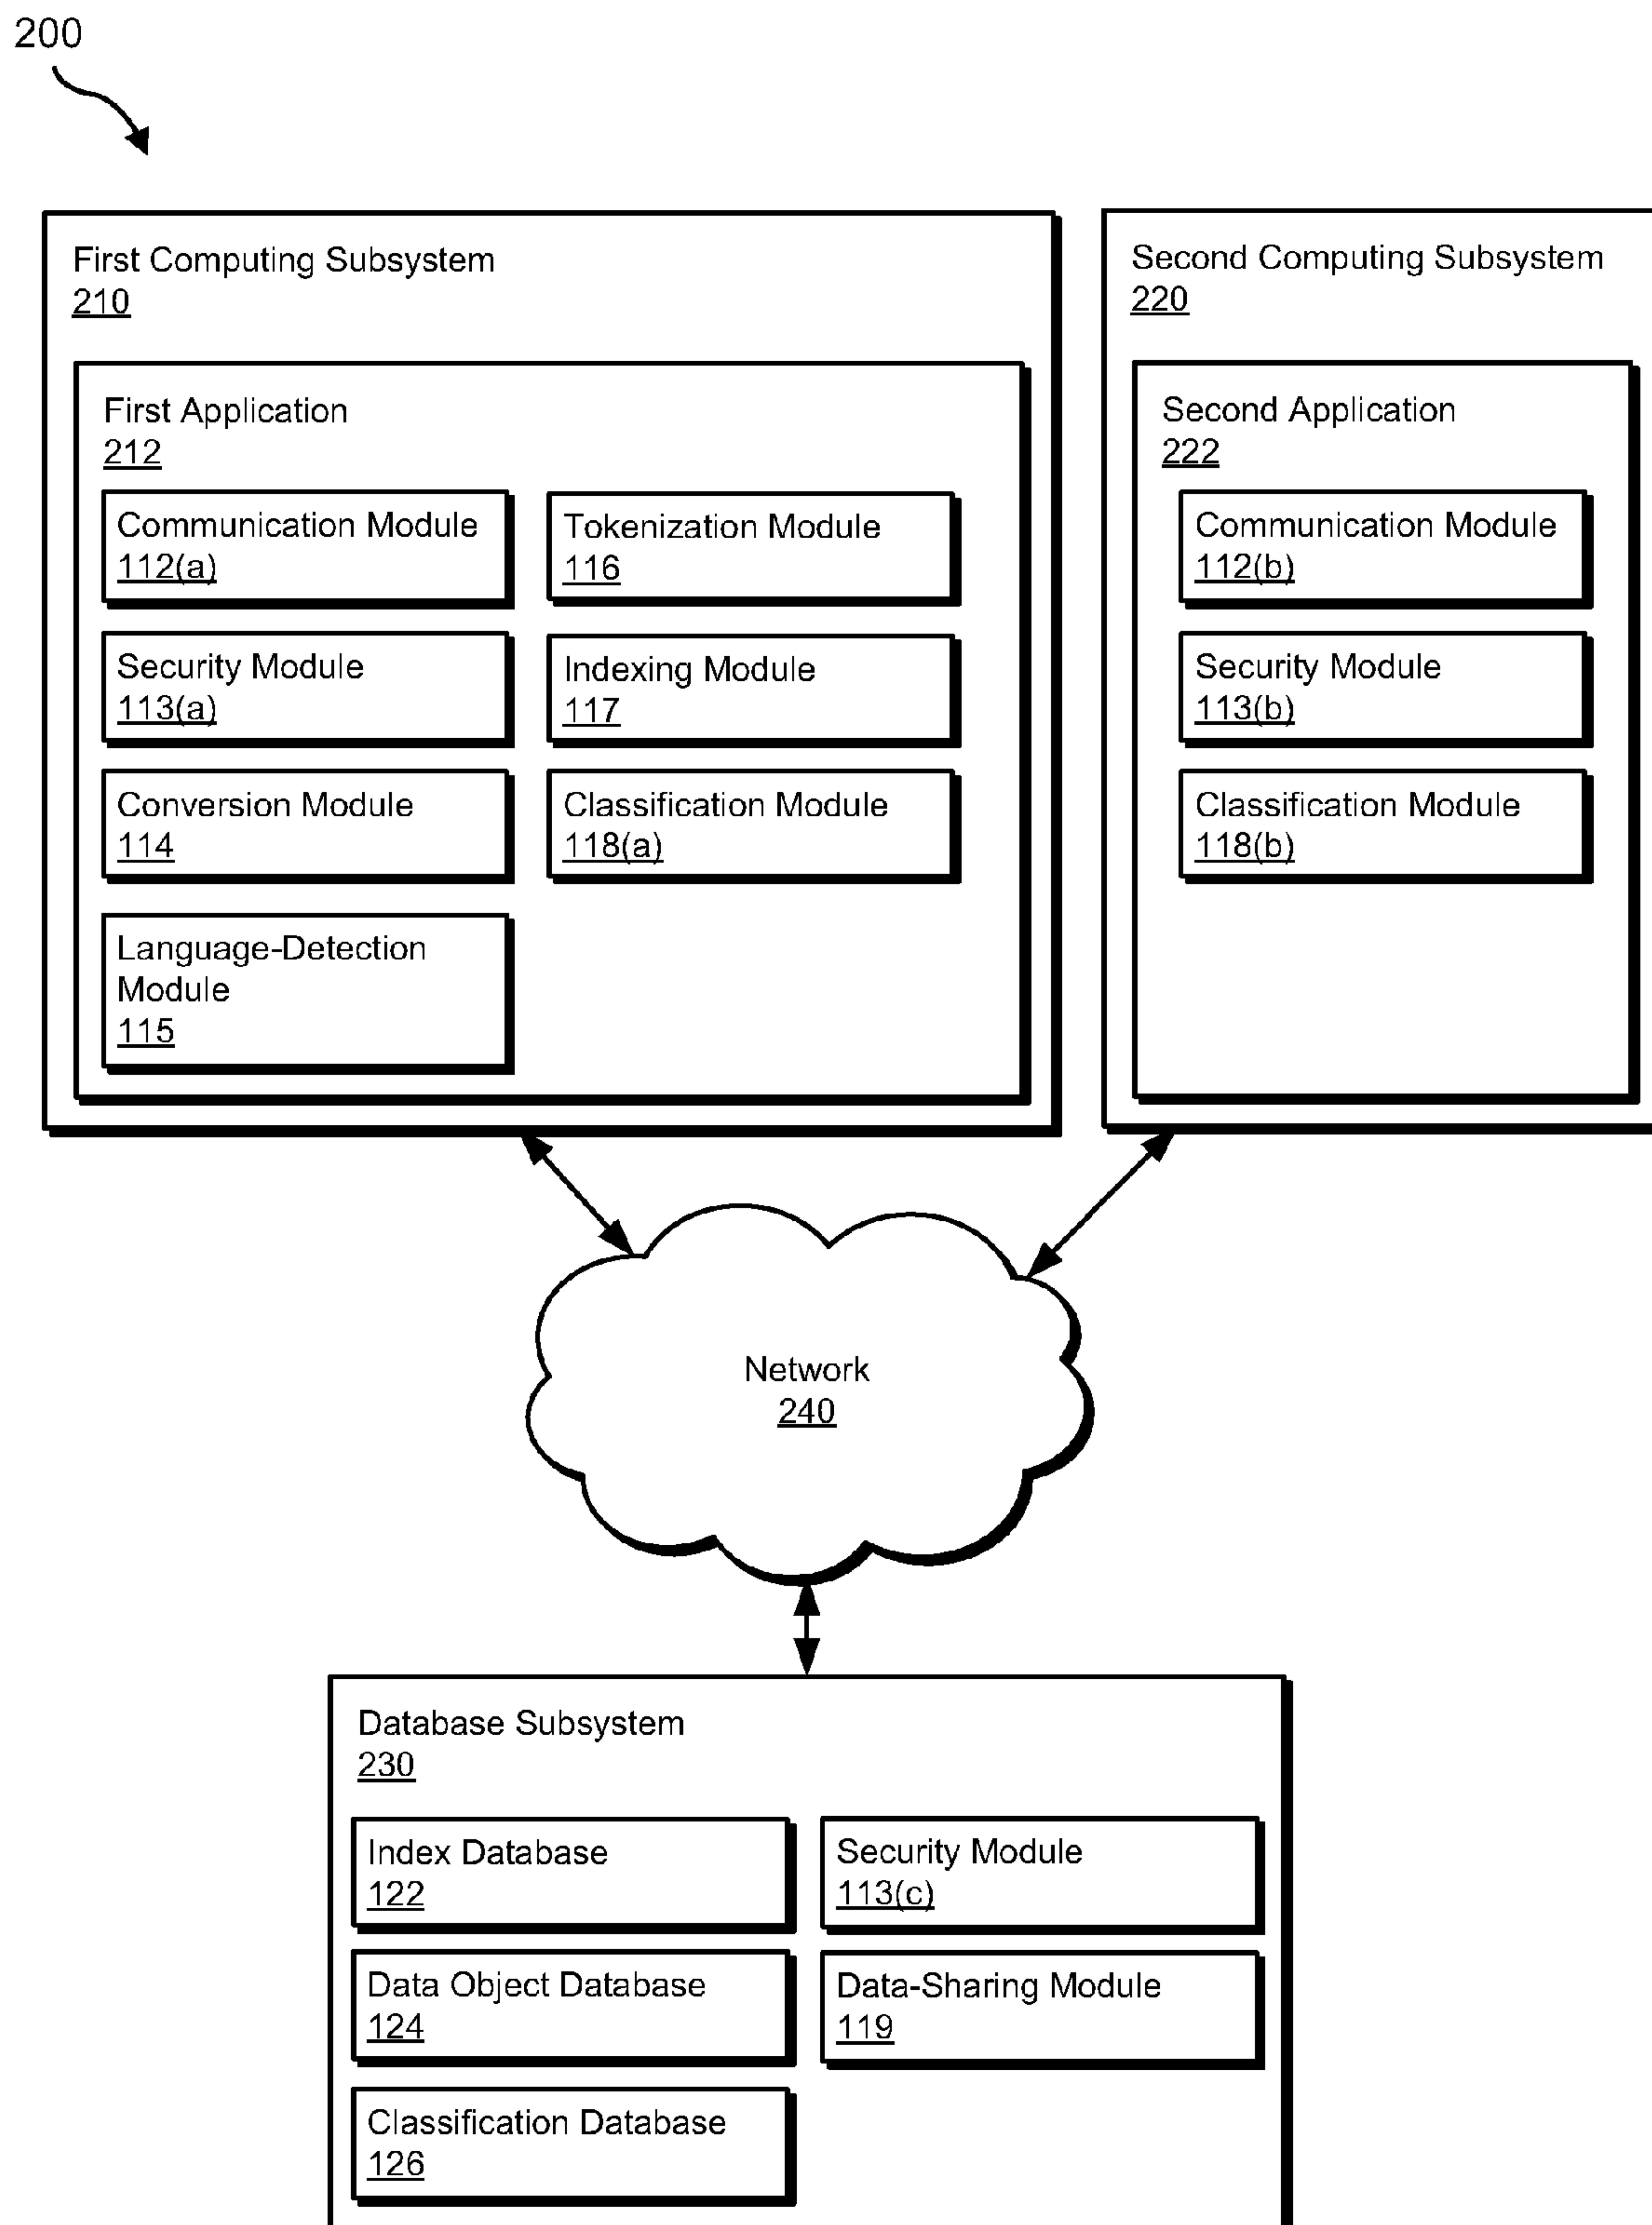 200
First Computing Subsystem
210
First Application
212
Communication Module
112(a)
Security Module
113(a)
Conversion Module
114
Language-Detection
Module
115
Tokenization Module
116
Indexing Module
117
Classification Module
118(a)
Second Computing Subsystem
220
Second Application
222
Communication Module
112(b)
Security Module
113(b)
Classification Module
118(b)
Network
240
Database Subsystem
230
Index Database
122
Data Object Database
124
Classification Database
126
Security Module
113(c)
Data-Sharing Module
119